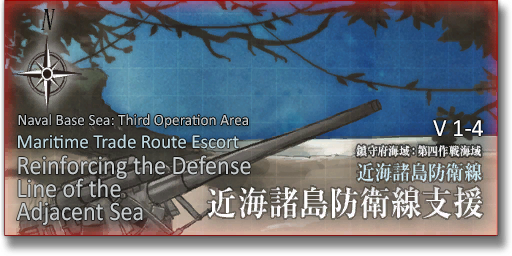 N
Naval Base Sea: Third Operation Area
Maritime Trade Route Escort
Reinforcing the Defense
Line of the
Adjacent Sea
V 1-4
鎮守府海域:第四作戦海域
近海諸島防衛線
近海諸島防衛線支援